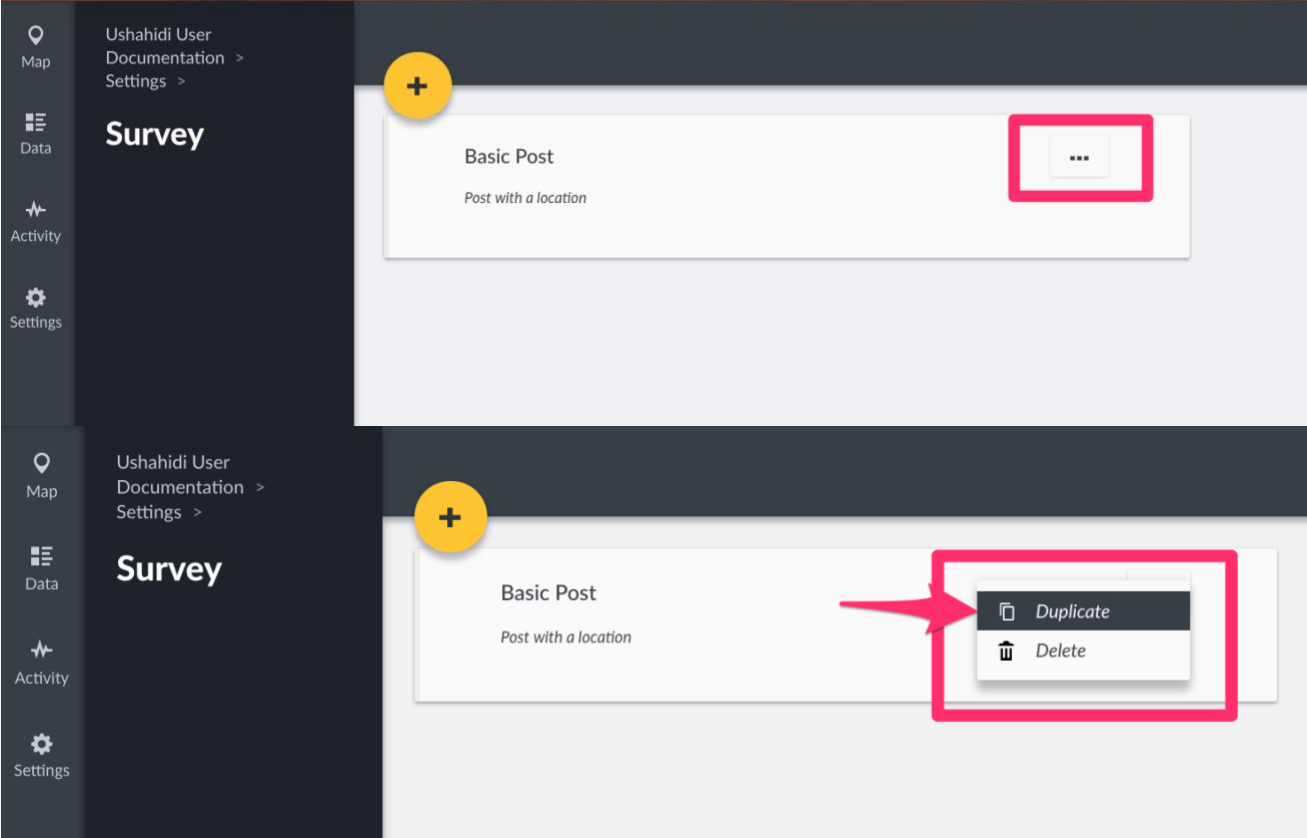 Map
Data
Activity
Settings
Ushahidi User
Documentation >
Settings >
Survey
+
Basic Post
Post with a location
...
Map
Data
Activity
Settings
Ushahidi User
Documentation >
Settings >
Survey
+
Basic Post
Post with a location
Duplicate
Delete